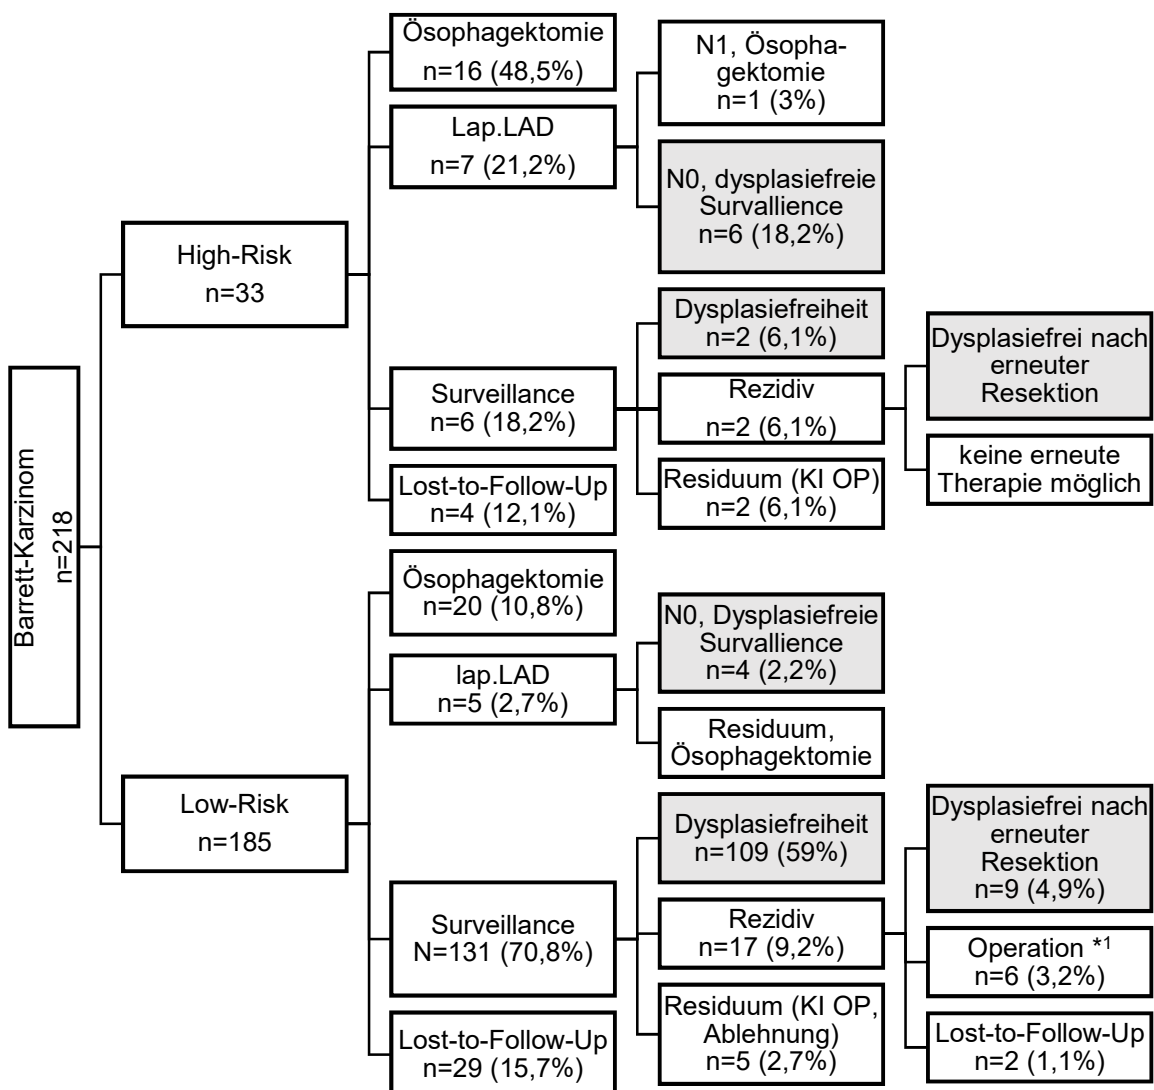 Barrett-Karzinom
n=218
High-Risk
n=33
Ösophagektomie
n=16 (48,5%)
Lap.LAD
n=7 (21,2%)
N1, Ösopha-
gektomie
n=1 (3%)
N0, dysplasiefreie
Survallience
n=6 (18,2%)
Surveillance
n=6 (18,2%)
Dysplasiefreiheit
n=2 (6,1%)
Rezidiv
n=2 (6,1%)
Dysplasiefrei nach
erneuter
Resektion
keine erneute
Therapie möglich
Residuum (KI OP)
n=2 (6,1%)
Lost-to-Follow-Up
n=4 (12,1%)
Low-Risk
n=185
Ösophagektomie
n=20 (10,8%)
lap.LAD
n=5 (2,7%)
N0, Dysplasiefreie
Survallience
n=4 (2,2%)
Residuum,
Ösophagektomie
Surveillance
N=131 (70,8%)
Dysplasiefreiheit
n=109 (59%)
Rezidiv
n=17 (9,2%)
Dysplasiefrei nach
erneuter
Resektion
n=9 (4,9%)
Operation *¹
n=6 (3,2%)
Lost-to-Follow-Up
n=2 (1,1%)
Residuum (KI OP,
Ablehnung)
n=5 (2,7%)
Lost-to-Follow-Up
n=29 (15,7%)